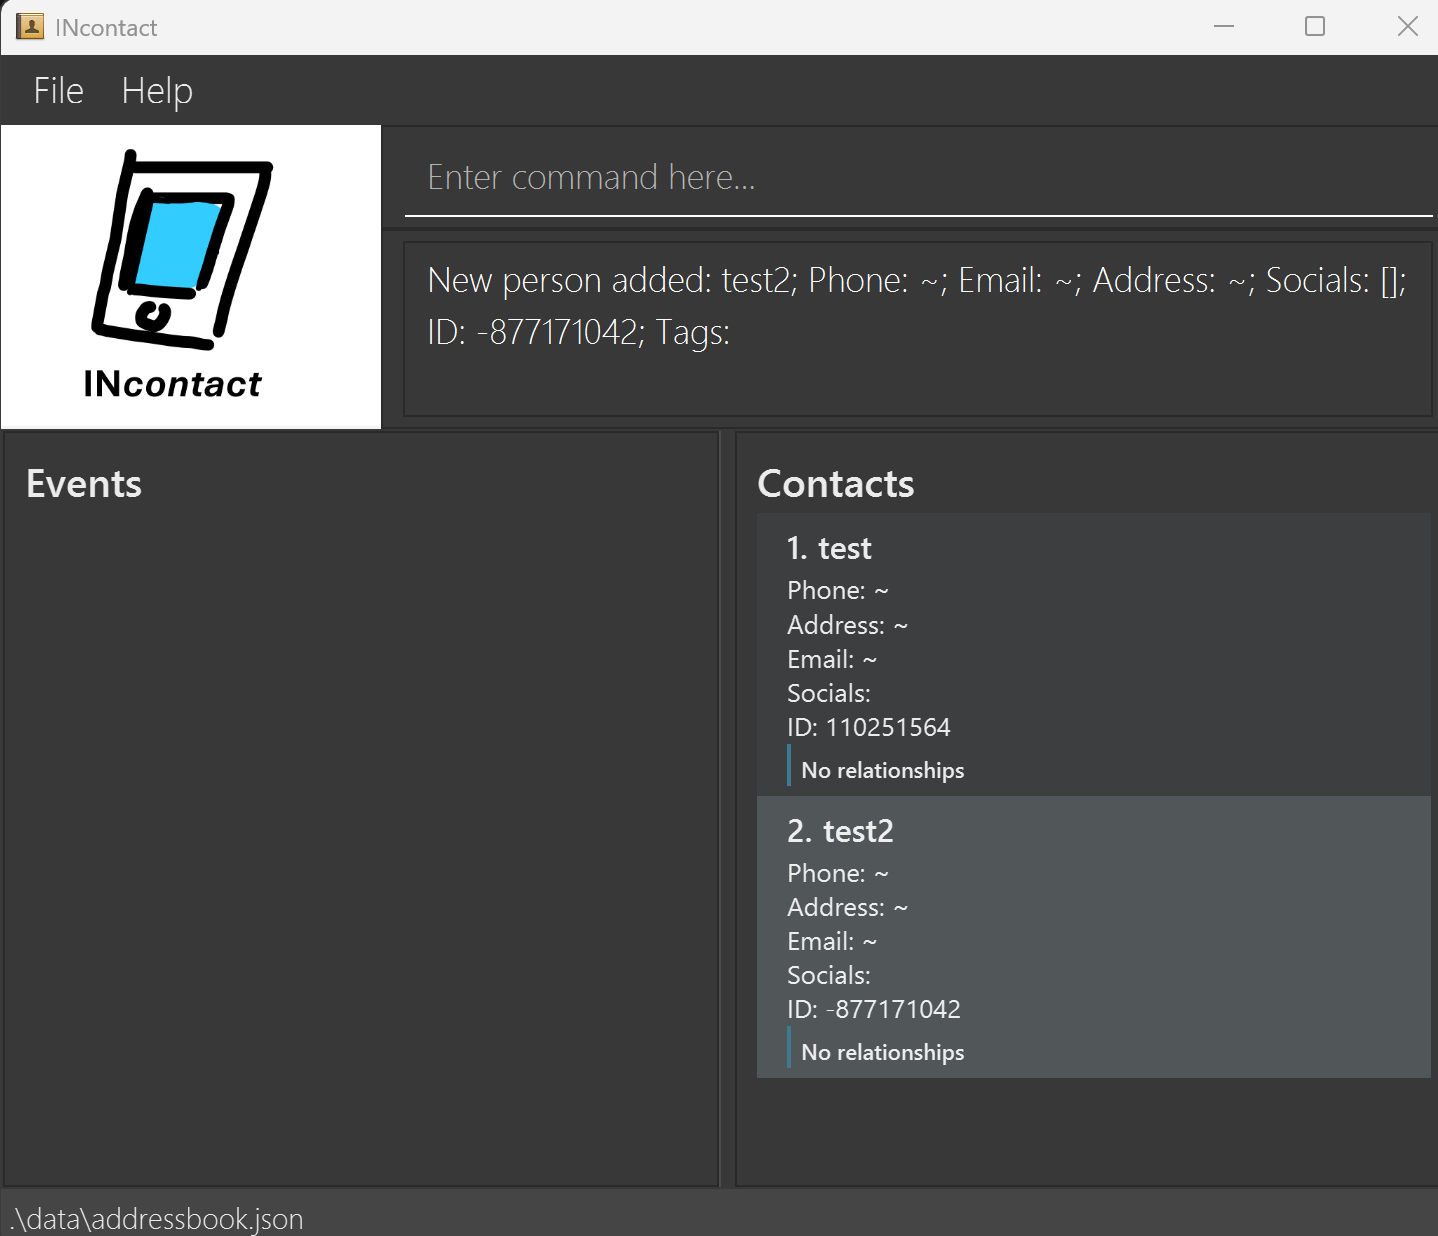 INcontact
File Help
Enter command here...
New person added: test2; Phone: ~; Email: ~; Address: ~; Socials: [];
ID: -877171042; Tags:
INcontact
Events
Contacts
1. test
Phone: ~
Address: ~
Email: ~
Socials:
ID: 110251564
No relationships
2. test2
Phone: ~
Address: ~
Email: ~
Socials:
ID: -877171042
No relationships
.\data\addressbook.json